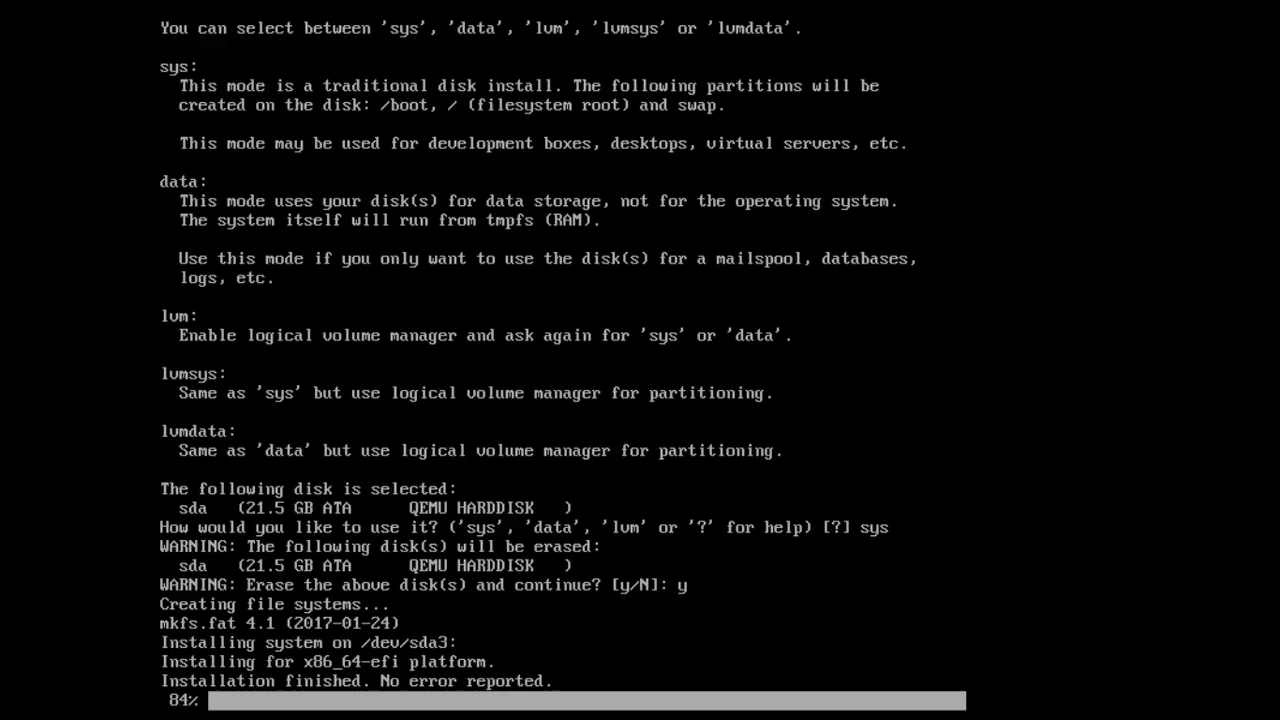 You can select between 'sys', 'data', 'lvm', 'lvmsys' or 'lvmdata'.
sys:
This mode is a traditional disk install. The following partitions will be
created on the disk: /boot, / (filesystem root) and swap.
This mode may be used for development boxes, desktops, virtual servers, etc.
data:
This mode uses your disk(s) for data storage, not for the operating system.
The system itself will run from tmpfs (RAM).
Use this mode if you only want to use the disk(s) for a mailspool, databases,
logs, etc.
lvm:
Enable logical volume manager and ask again for 'sys' or 'data'.
lvmsys:
Same as 'sys' but use logical volume manager for partitioning.
lvmdata:
Same as 'data' but use logical volume manager for partitioning.
The following disk is selected:
sda (21.5 GB ATA QEMU HARDDISK )
How would you like to use it? ('sys', 'data', 'lvm' or '?' for help) [?] sys
WARNING: The following disk(s) will be erased:
sda (21.5 GB ATA QEMU HARDDISK )
WARNING: Erase the above disk(s) and continue? [y/N]: y
Creating file systems...
mkfs.fat 4.1 (2017-01-24)
Installing system on /dev/sda3:
Installing for x86_64-efi platform.
Installation finished. No error reported.
84%